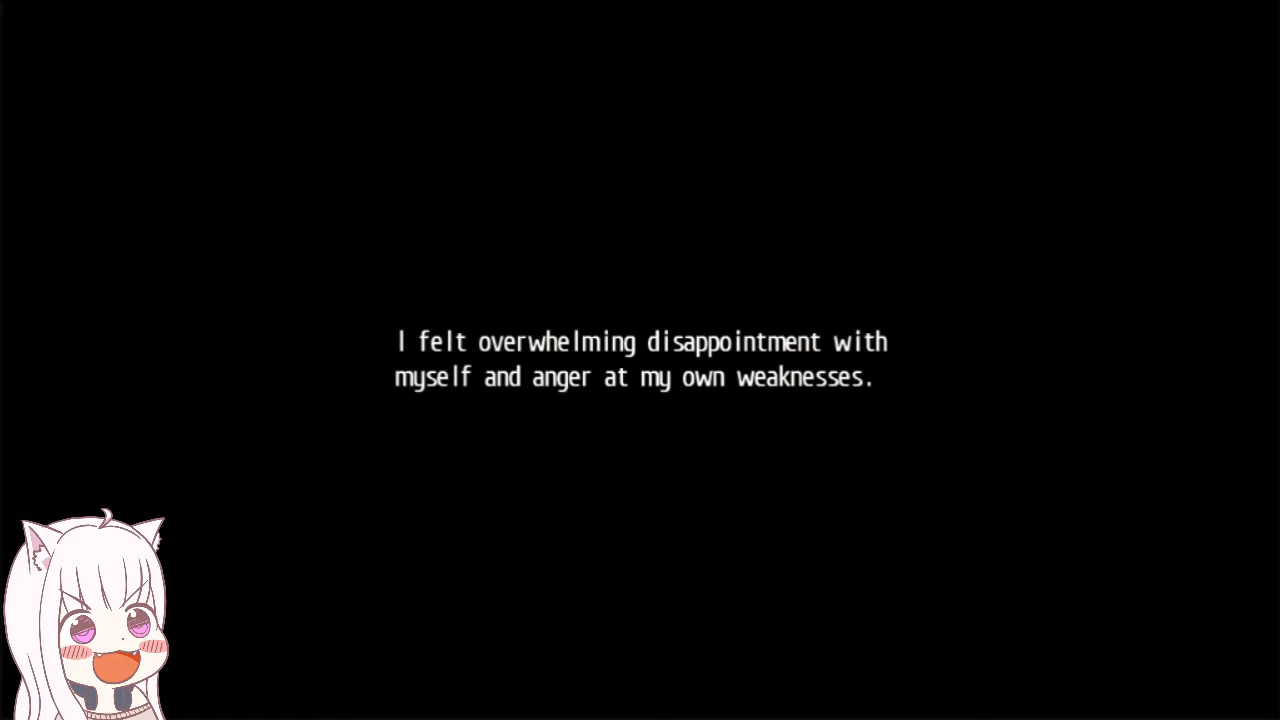 I felt overwhelming disappointment with
myself and anger at my own weaknesses.